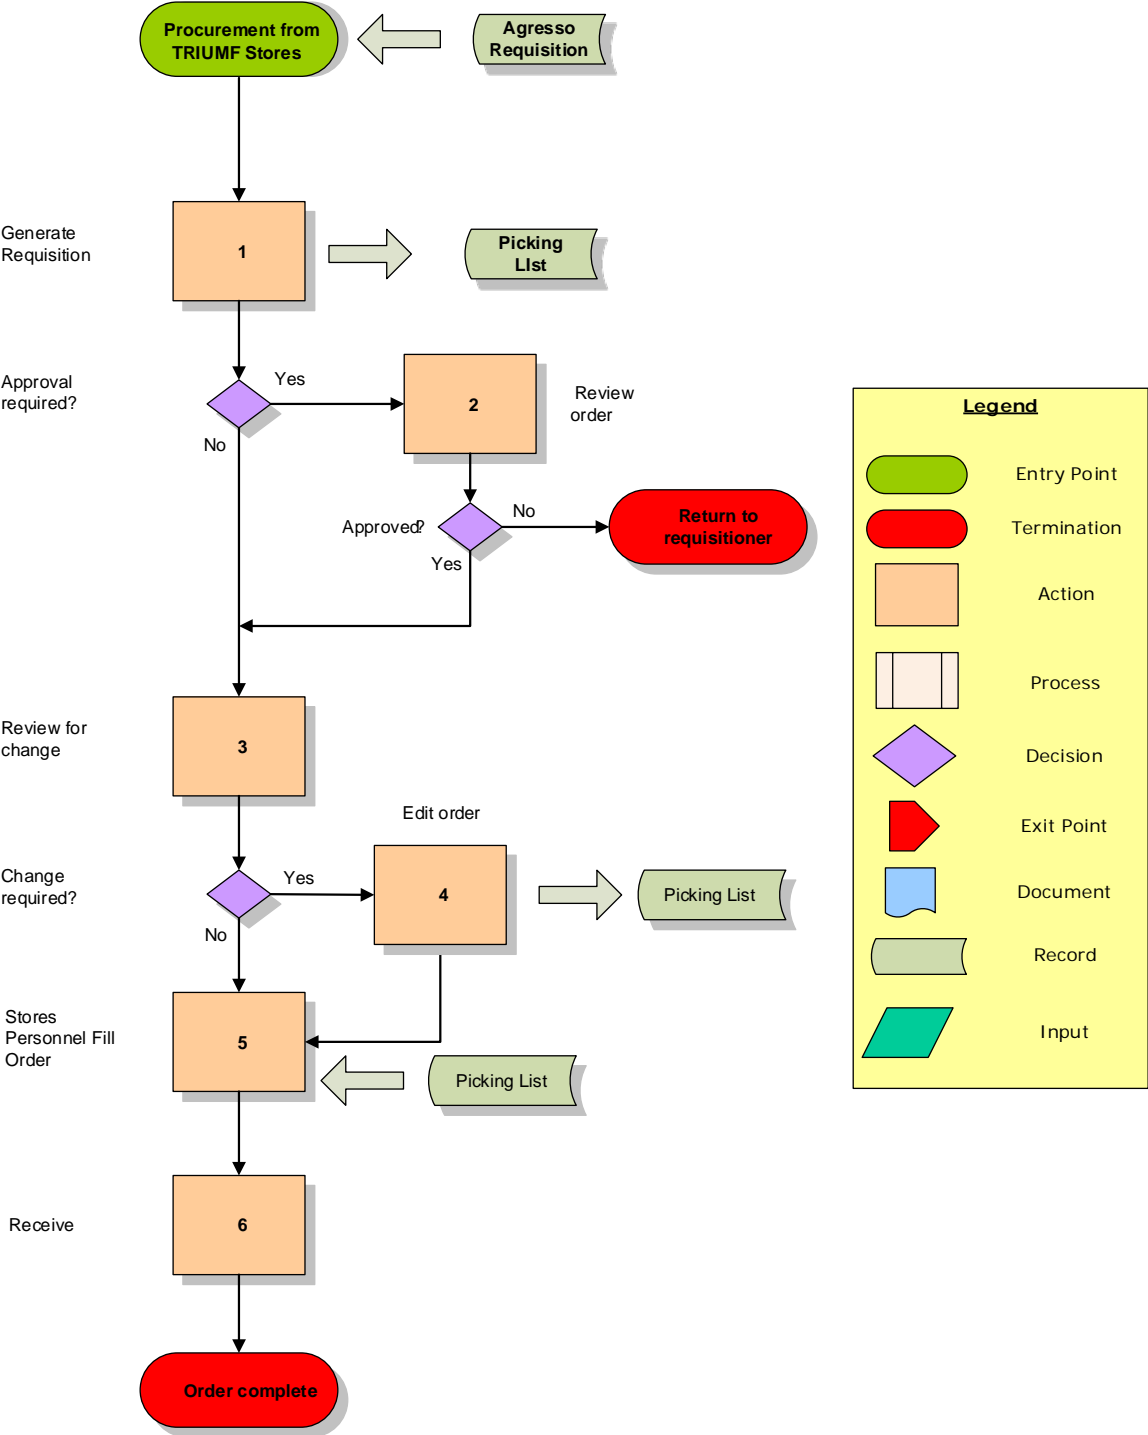 Procurement from
TRIUMF Stores
Agresso
Requisition
Generate
Requisition
1
Picking
LIst
Approval
required?
Yes
No
2
Review
order
Approved?
No
Yes
Return to
requisitioner
Review for
change
3
Edit order
Change
required?
Yes
No
4
Picking List
Stores
Personnel Fill
Order
5
Picking List
Receive
6
Order complete
Legend
Entry Point
Termination
Action
Process
Decision
Exit Point
Document
Record
Input